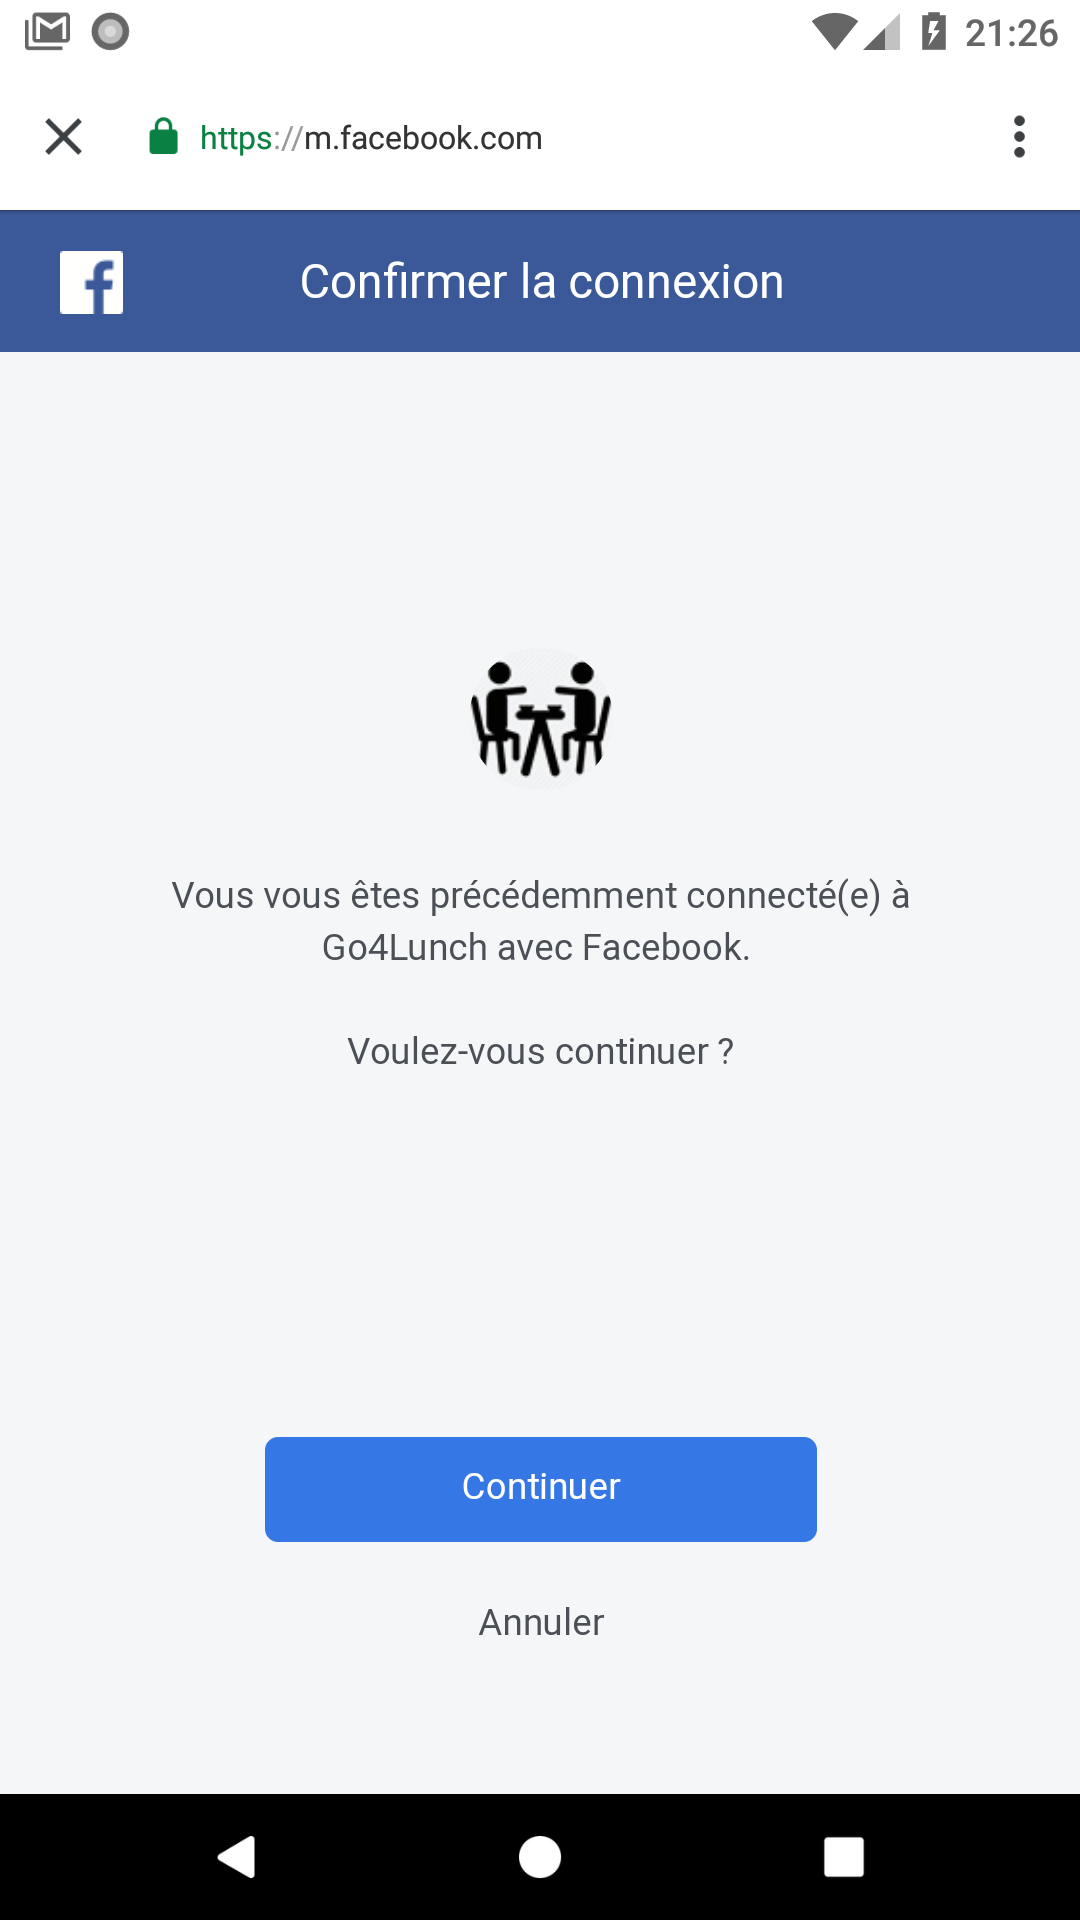 21:26
https://m.facebook.com
Confirmer la connexion
Vous vous êtes précédemment connecté(e) à
Go4Lunch avec Facebook.
Voulez-vous continuer ?
Continuer
Annuler